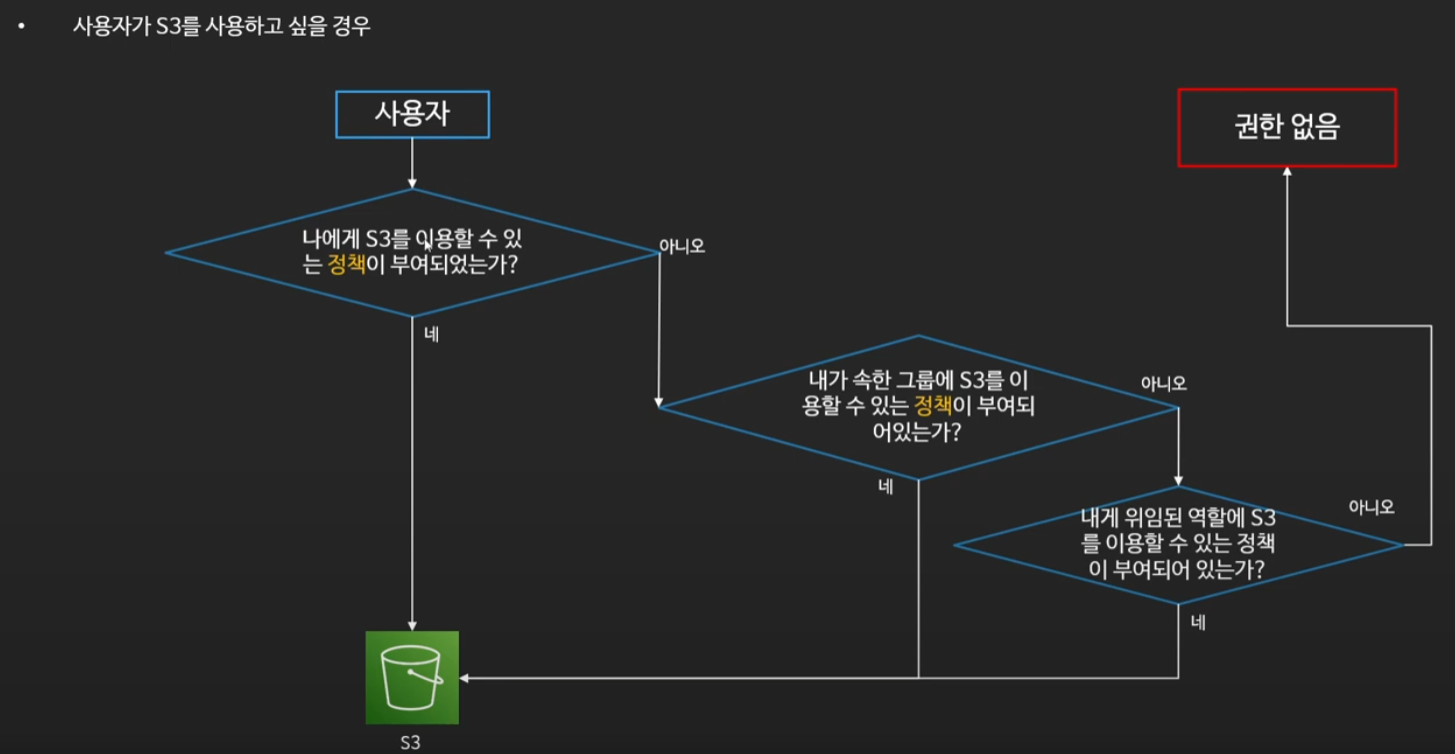 • 사용자가 S3를 사용하고 싶을 경우
사용자
권한 없음
나에게 S3를 이용할 수 있
는 정책이 부여되었는가?
아니오
네
내가 속한 그룹에 S3를 이
용할 수 있는 정책이 부여되
어있는가?
아니오
네
내게 위임된 역할에 S3
를 이용할 수 있는 정책
이 부여되어 있는가?
아니오
네
S3